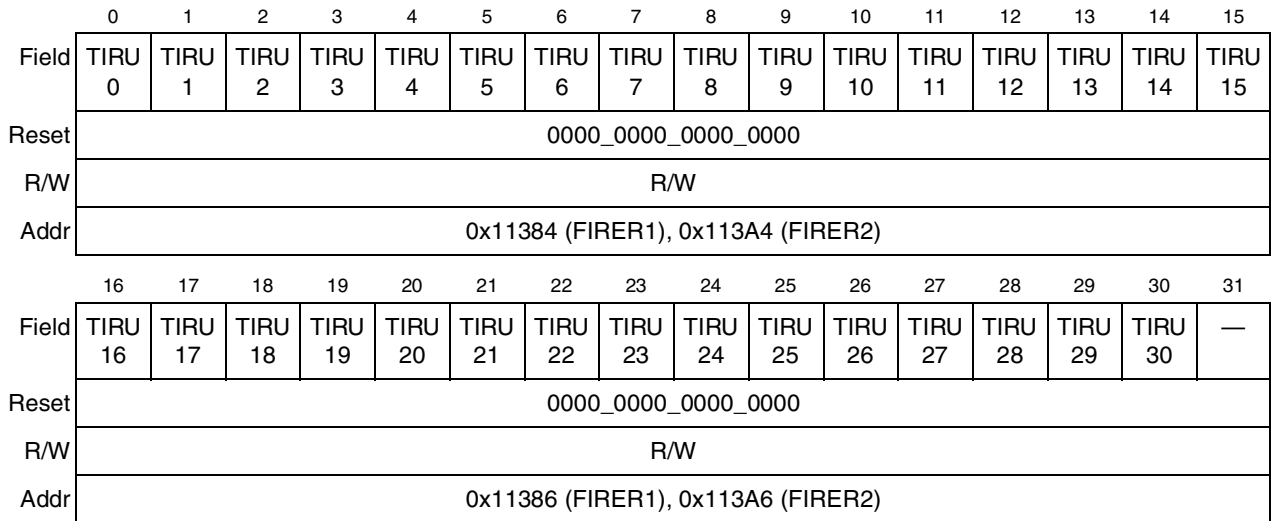 0 1 2 3 4 5 6 7 8 9 10 11 12 13 14 15
Field TIRU TIRU TIRU TIRU TIRU TIRU TIRU TIRU TIRU TIRU TIRU TIRU TIRU TIRU TIRU TIRU
0 1 2 3 4 5 6 7 8 9 10 11 12 13 14 15
Reset 0000_0000_0000_0000
R/W R/W
Addr 0x11384 (FIRER1), 0x113A4 (FIRER2)
16 17 18 19 20 21 22 23 24 25 26 27 28 29 30 31
Field TIRU TIRU TIRU TIRU TIRU TIRU TIRU TIRU TIRU TIRU TIRU TIRU TIRU TIRU TIRU —
16 17 18 19 20 21 22 23 24 25 26 27 28 29 30
Reset 0000_0000_0000_0000
R/W R/W
Addr 0x11386 (FIRER1), 0x113A6 (FIRER2)